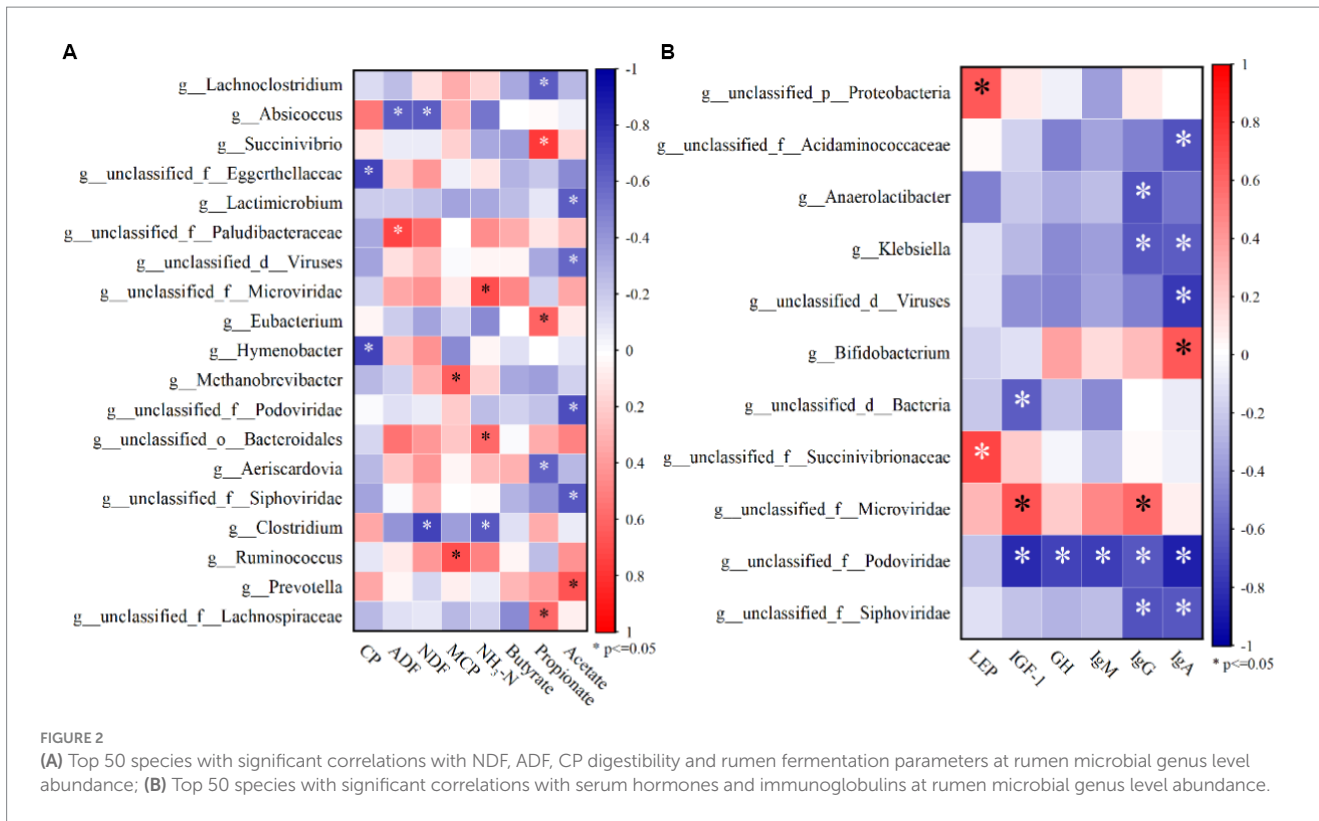 A
g__Lachnoclostridium
g__Absicoccus
g__Succinivibrio
g__unclassified_f__Eggerthellaceae
g__Lactimicrobium
g__unclassified_f__Paludibacteraceae
g__unclassified_d__Viruses
g__unclassified_f__Microviridae
g__Eubacterium
g__Hymenobacter
g__Methanobrevibacter
g__unclassified_f__Podoviridae
g__unclassified_o__Bacteroidales
g__Aeriscardovia
g__unclassified_f__Siphoviridae
g__Clostridium
g__Ruminococcus
g__Prevotella
g__unclassified_f__Lachnospiraceae
CP
ADF
NDF
MCP
NH3-N
Butyrate
Propionate
Acetate
-1
-0.8
-0.6
-0.4
-0.2
0
0.2
0.4
0.6
0.8
1
* p<=0.05
B
g__unclassified_p__Proteobacteria
g__unclassified_f__Acidaminococcaceae
g__Anaerolactibacter
g__Klebsiella
g__unclassified_d__Viruses
g__Bifidobacterium
g__unclassified_d__Bacteria
g__unclassified_f__Succinivibrionaceae
g__unclassified_f__Microviridae
g__unclassified_f__Podoviridae
g__unclassified_f__Siphoviridae
LEP
IGF-1
GH
IgM
IgG
IgA
1
0.8
0.6
0.4
0.2
0
-0.2
-0.4
-0.6
-0.8
-1
* p<=0.05
FIGURE 2
(A) Top 50 species with significant correlations with NDF, ADF, CP digestibility and rumen fermentation parameters at rumen microbial genus level
abundance; (B) Top 50 species with significant correlations with serum hormones and immunoglobulins at rumen microbial genus level abundance.